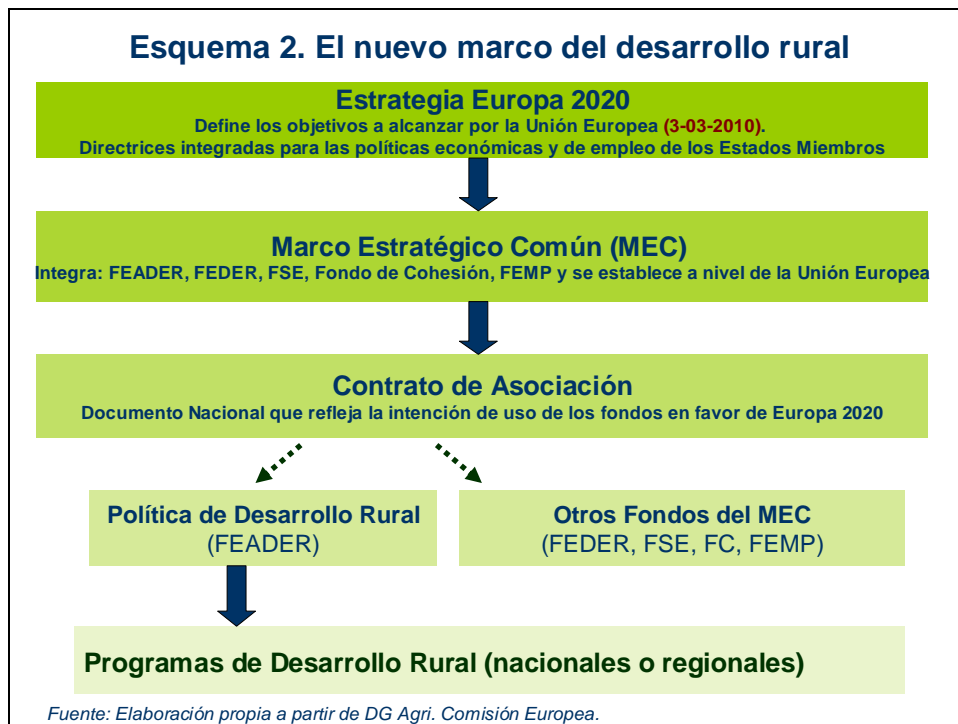 Esquema 2. El nuevo marco del desarrollo rural
Estrategia Europa 2020
Define los objetivos a alcanzar por la Unión Europea (3-03-2010).
Directrices integradas para las políticas económicas y de empleo de los Estados Miembros
Marco Estratégico Común (MEC)
Integra: FEADER, FEDER, FSE, Fondo de Cohesión, FEMP y se establece a nivel de la Unión Europea
Contrato de Asociación
Documento Nacional que refleja la intención de uso de los fondos en favor de Europa 2020
Política de Desarrollo Rural
(FEADER)
Otros Fondos del MEC
(FEDER, FSE, FC, FEMP)
Programas de Desarrollo Rural (nacionales o regionales)
Fuente: Elaboración propia a partir de DG Agri. Comisión Europea.